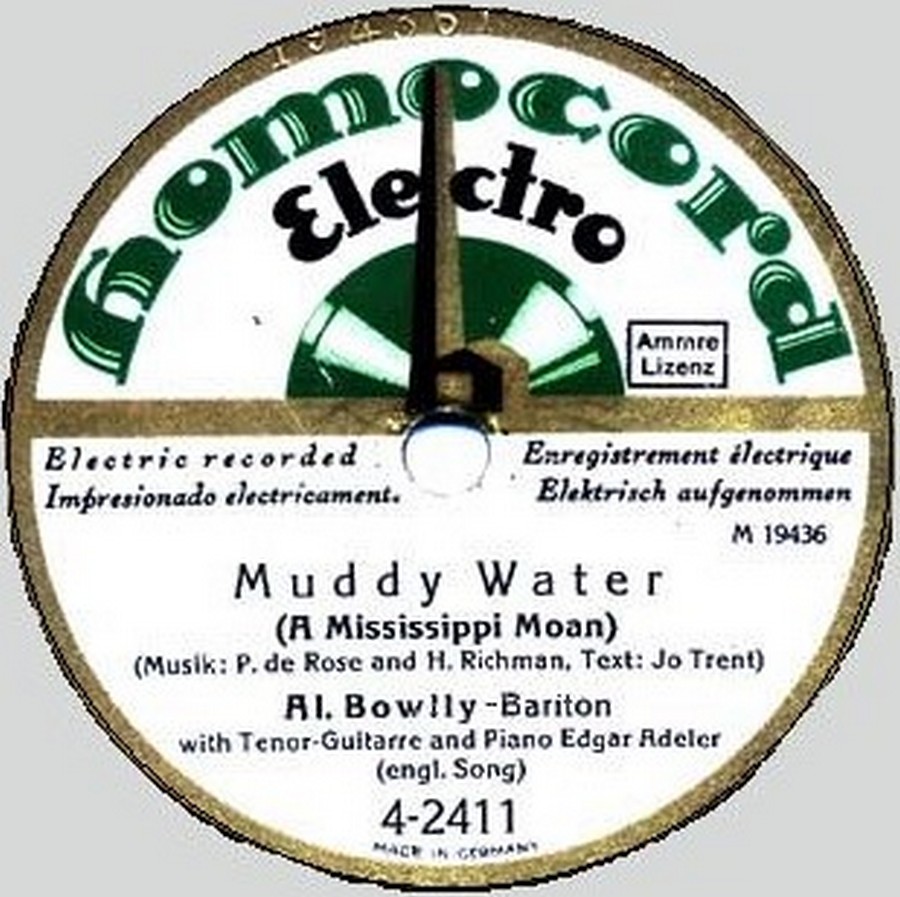 homocord
Electro
Ammre
Lizenz
Electric recorded
Impresionado electricament.
Enregistrement électrique
Elektrisch aufgenommen
M 19436
Muddy Water
(A Mississippi Moan)
(Musik: P. de Rose and H. Richman, Text: Jo Trent)
Al. Bowlly-Bariton
with Tenor-Guitarre and Piano Edgar Adeler
(engl. Song)
4-2411
MADE IN GERMANY